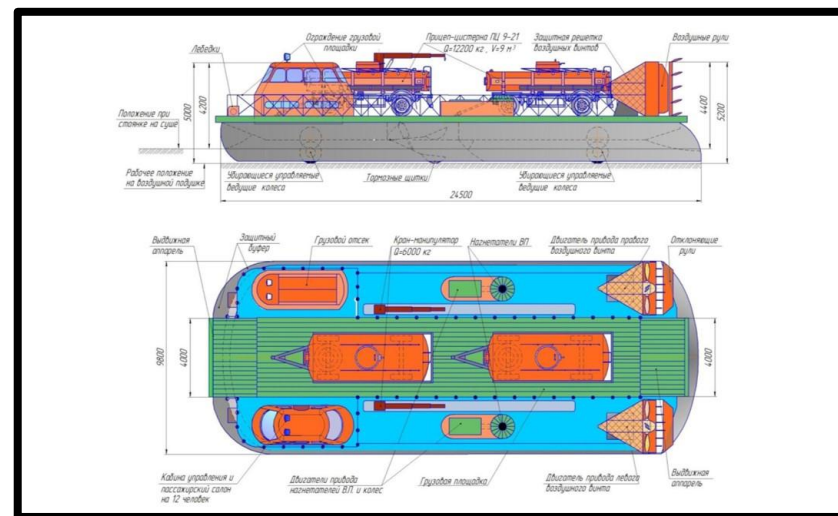 Лебедки
Ограждение грузовой
площадки
Прицеп-цистерна ПЦ 9-21
Q=12200 кг, V=9 м³
Защитная решетка
воздушных винтов
Воздушные рули
Положение при
стоянке на суше
5000
4200
4400
5200
Рабочее положение
на воздушной подушке
Убирающиеся управляемые
ведущие колеса
Тормозные щитки
Убирающиеся управляемые
ведущие колеса
24500
Выдвижная
аппарель
Защитный
буфер
Грузовой отсек
Кран-манипулятор
Q=6000 кг
Нагнетатели ВП
Двигатель привода правого
воздушного винта
Отклоняющие
рули
9800
4000
4000
Кабина управления и
пассажирский салон
на 12 человек
Двигатели привода
нагнетателей В.П. и колес
Грузовая площадка
Двигатель привода левого
воздушного винта
Выдвижная
аппарель